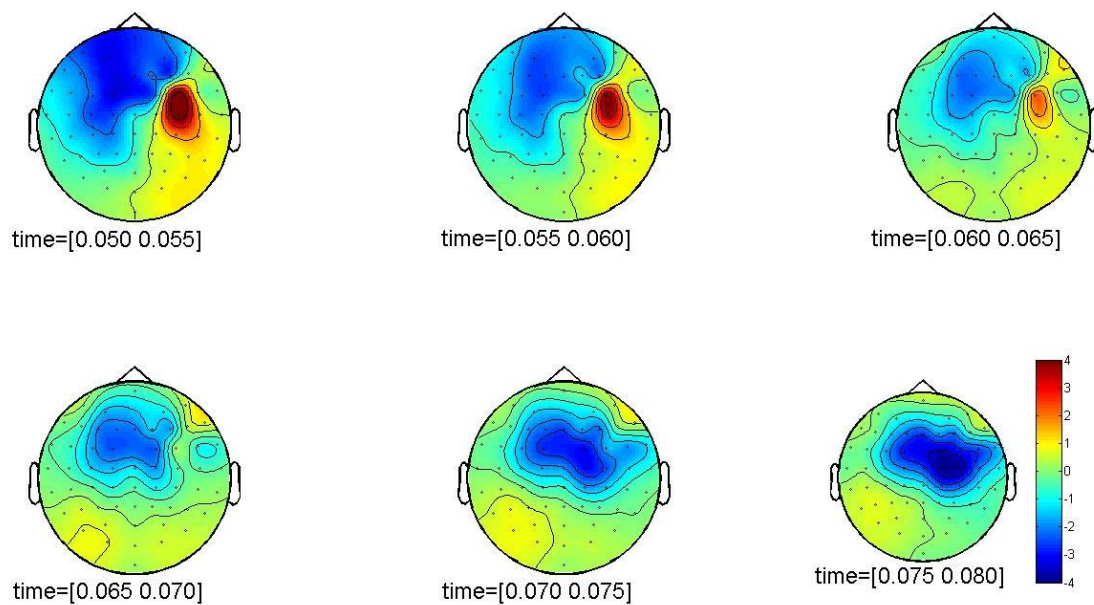 time=[0.050 0.055]
time=[0.055 0.060]
time=[0.060 0.065]
time=[0.065 0.070]
time=[0.070 0.075]
time=[0.075 0.080]
4
3
2
1
0
-1
-2
-3
-4